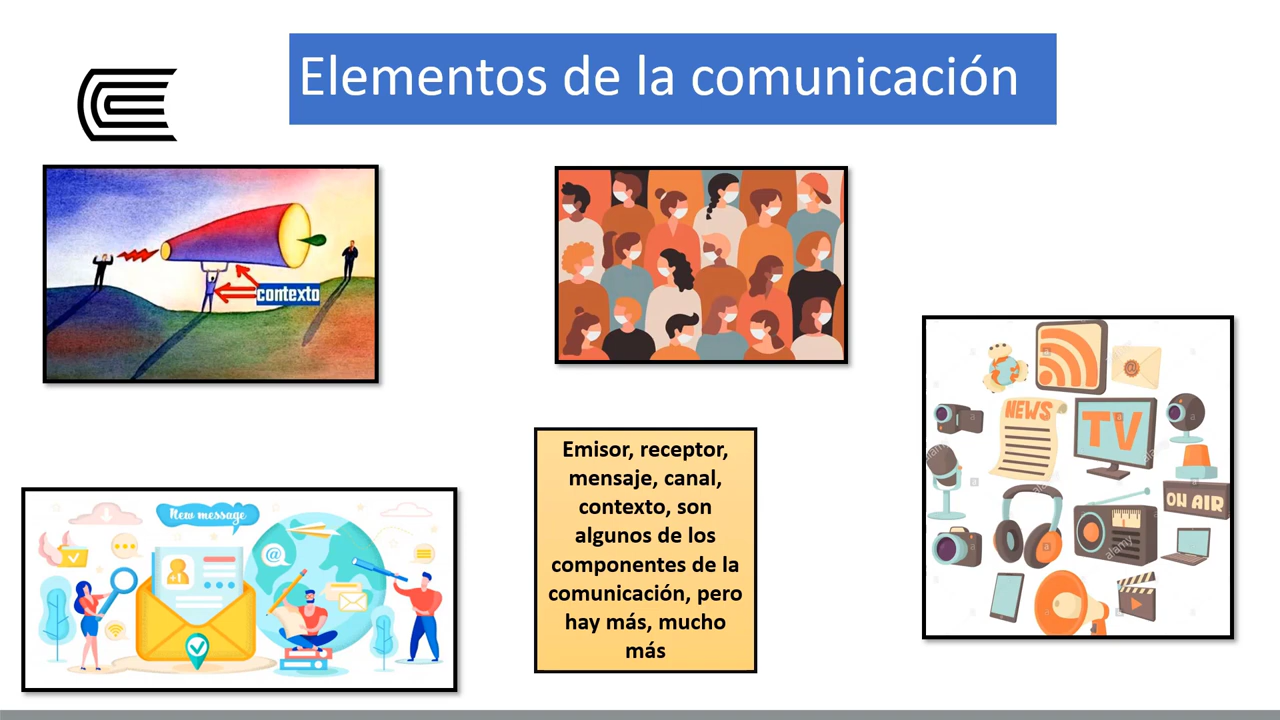 Elementos de la comunicación
contexto
New message
@
Emisor, receptor,
mensaje, canal,
contexto, son
algunos de los
componentes de la
comunicación, pero
hay más, mucho
más
@
NEWS
TV
ON AIR
alamy